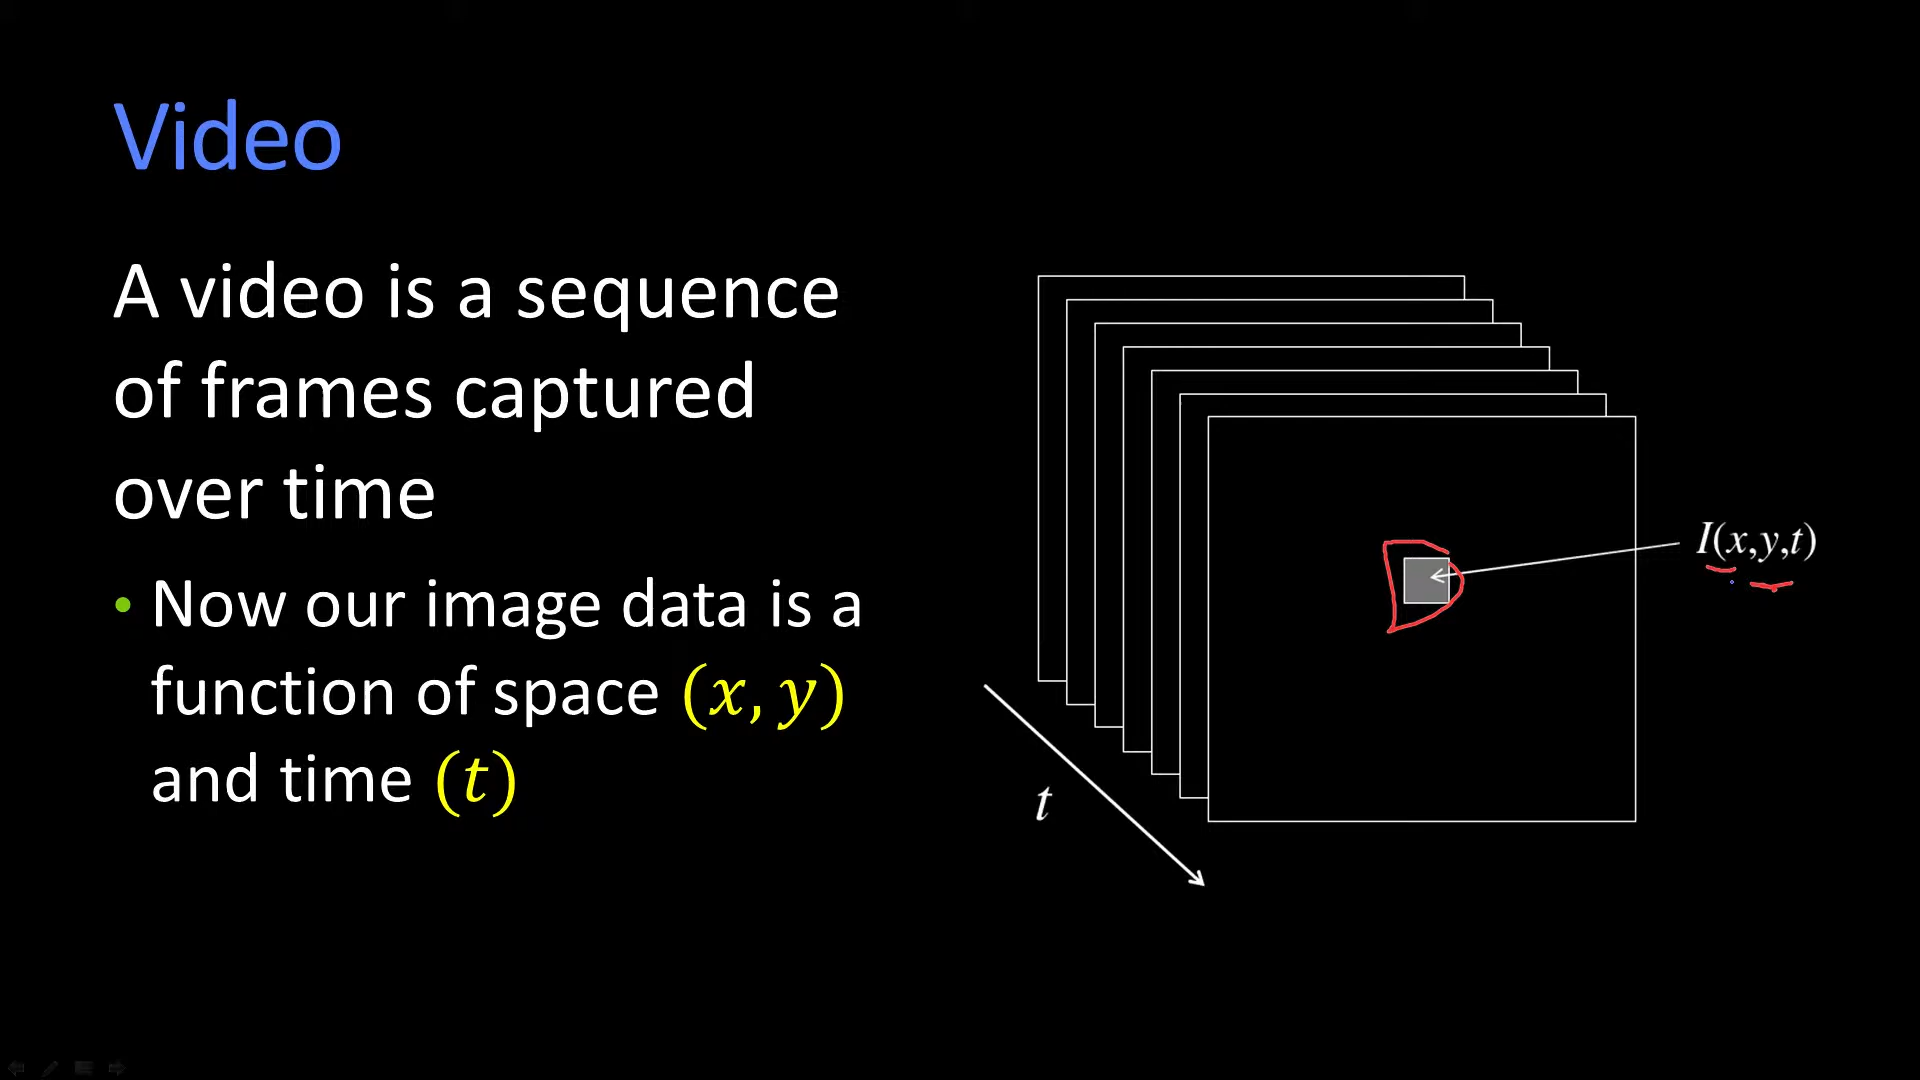 Video
A video is a sequence
of frames captured
over time
• Now our image data is a
function of space (x, y)
and time (t)
I(x,y,t)
t